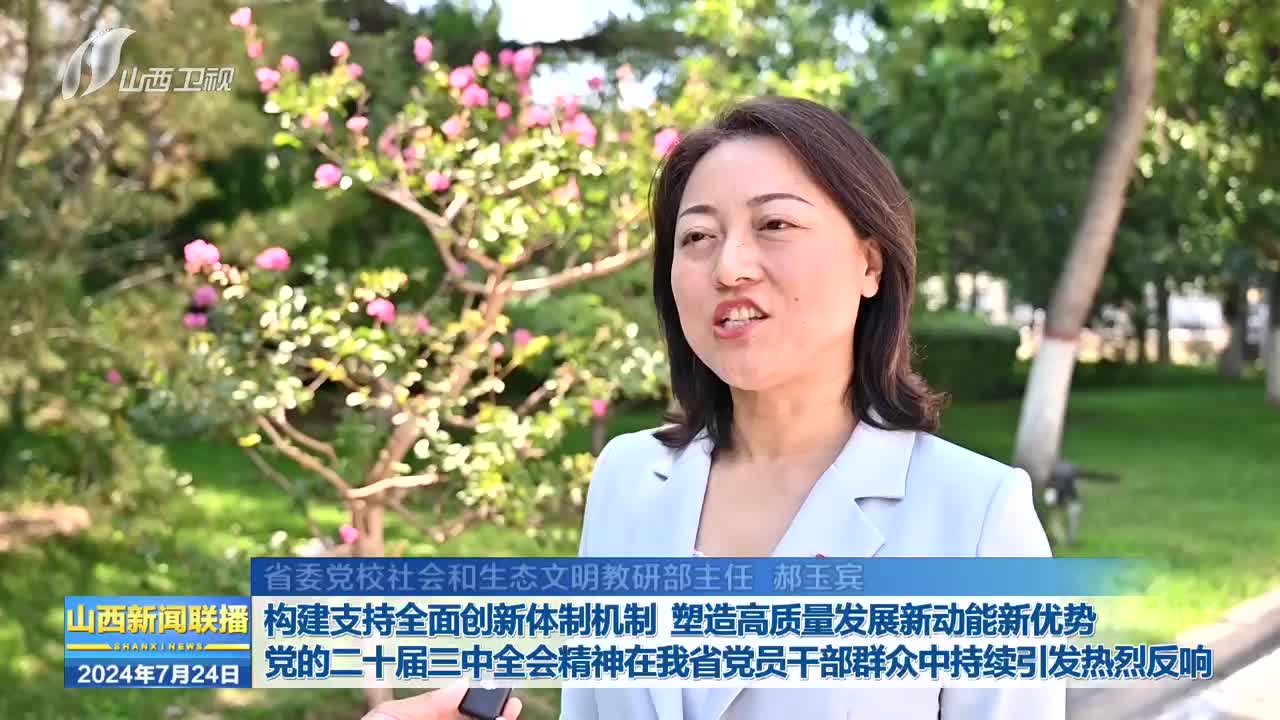 山西卫视
省委党校社会和生态文明教研部主任 郝玉宾
山西新闻联播
SHANXI NEWS
2024年7月24日
构建支持全面创新体制机制 塑造高质量发展新动能新优势
党的二十届三中全会精神在我省党员干部群众中持续引发热烈反响